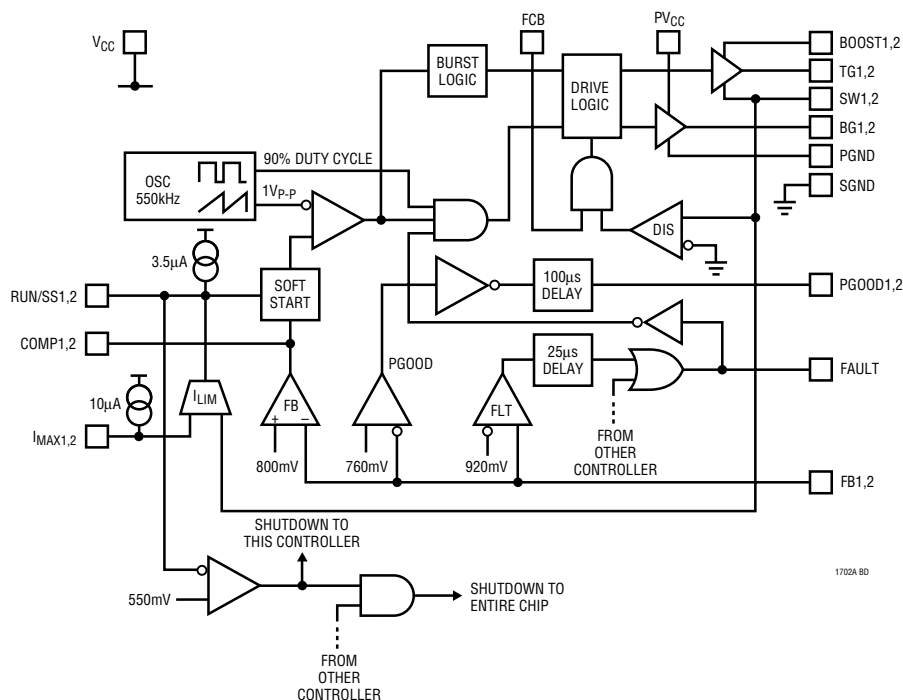 V_CC
FCB
PV_CC
BOOST1,2
TG1,2
SW1,2
BG1,2
PGND
SGND
BURST
LOGIC
DRIVE
LOGIC
90% DUTY CYCLE
OSC
550kHz
1V_P-P
DIS
3.5µA
RUN/SS1,2
SOFT
START
100µs
DELAY
PGOOD1,2
COMP1,2
PGOOD
25µs
DELAY
FAULT
10µA
I_LIM
FB
+ –
FLT
I_MAX1,2
800mV
760mV
920mV
FROM
OTHER
CONTROLLER
FB1,2
SHUTDOWN TO
THIS CONTROLLER
1702A BD
550mV
SHUTDOWN TO
ENTIRE CHIP
FROM
OTHER
CONTROLLER